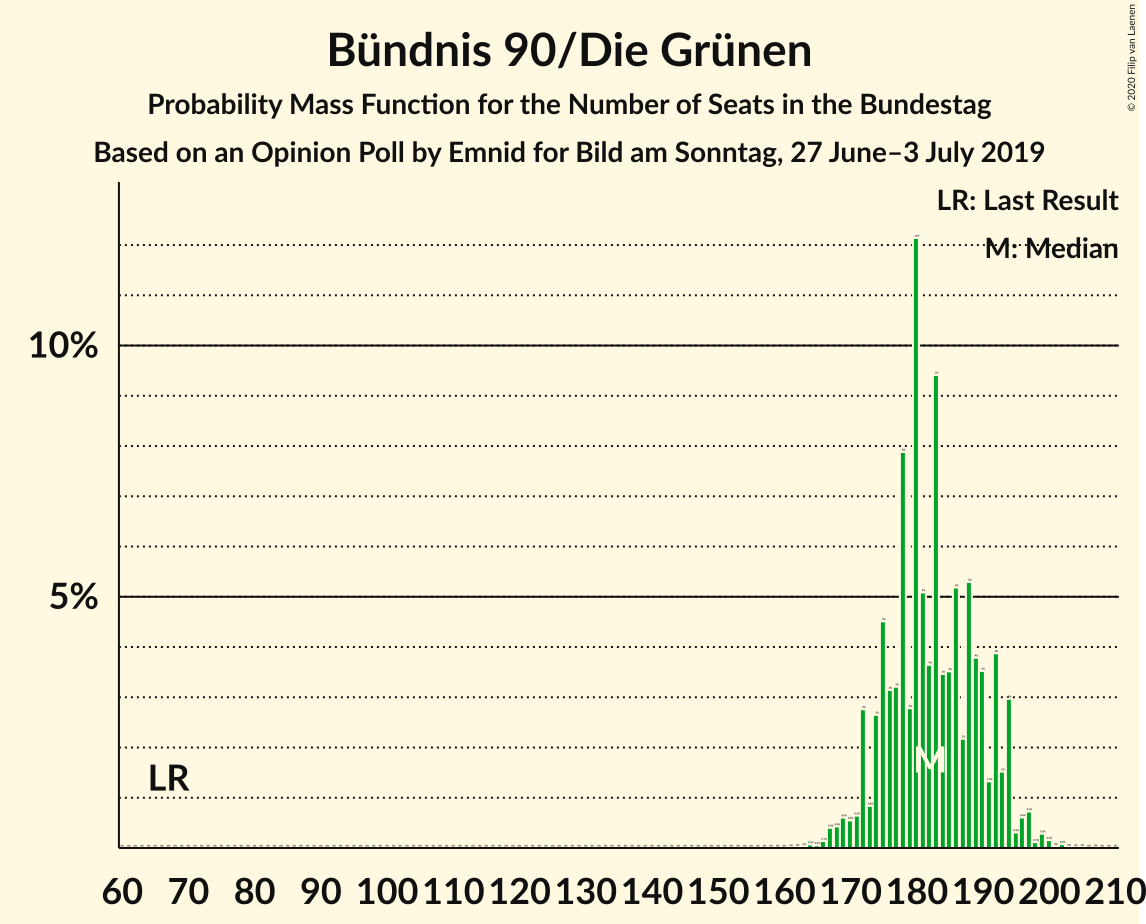 Bündnis 90/Die Grünen
Probability Mass Function for the Number of Seats in the Bundestag
Based on an Opinion Poll by Emnid for Bild am Sonntag, 27 June–3 July 2019
© 2020 Filip van Laenen
LR: Last Result
M: Median
10%
5%
LR
M
60 70 80 90 100 110 120 130 140 150 160 170 180 190 200 210